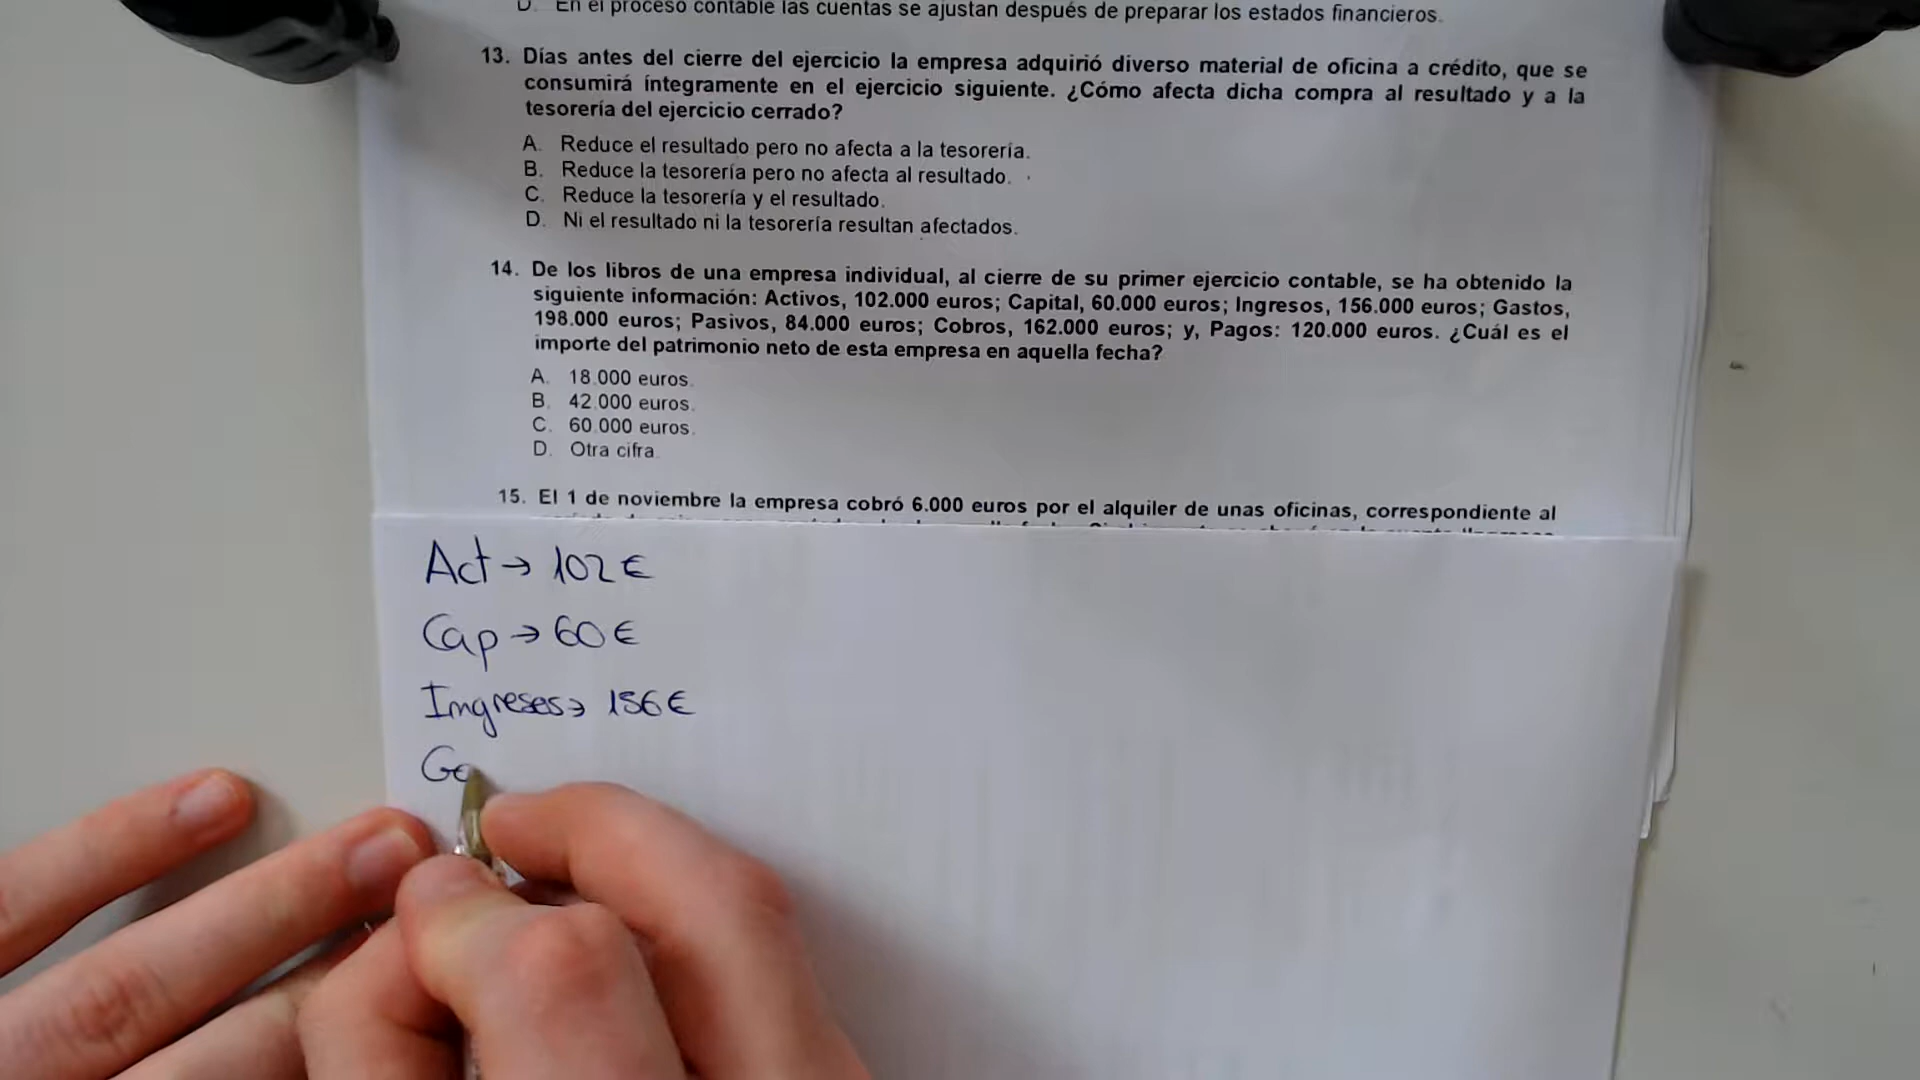 D. En el proceso contable las cuentas se ajustan después de preparar los estados financieros.
13. Días antes del cierre del ejercicio la empresa adquirió diverso material de oficina a crédito, que se
consumirá íntegramente en el ejercicio siguiente. ¿Cómo afecta dicha compra al resultado y a la
tesorería del ejercicio cerrado?
A. Reduce el resultado pero no afecta a la tesorería.
B. Reduce la tesorería pero no afecta al resultado.
C. Reduce la tesorería y el resultado.
D. Ni el resultado ni la tesorería resultan afectados.
14. De los libros de una empresa individual, al cierre de su primer ejercicio contable, se ha obtenido la
siguiente información: Activos, 102.000 euros; Capital, 60.000 euros; Ingresos, 156.000 euros; Gastos,
198.000 euros; Pasivos, 84.000 euros; Cobros, 162.000 euros; y, Pagos: 120.000 euros. ¿Cuál es el
importe del patrimonio neto de esta empresa en aquella fecha?
A. 18.000 euros.
B. 42.000 euros.
C. 60.000 euros.
D. Otra cifra.
15. El 1 de noviembre la empresa cobró 6.000 euros por el alquiler de unas oficinas, correspondiente al
Act → 102 €
Cap → 60 €
Ingresos → 156 €
Ga